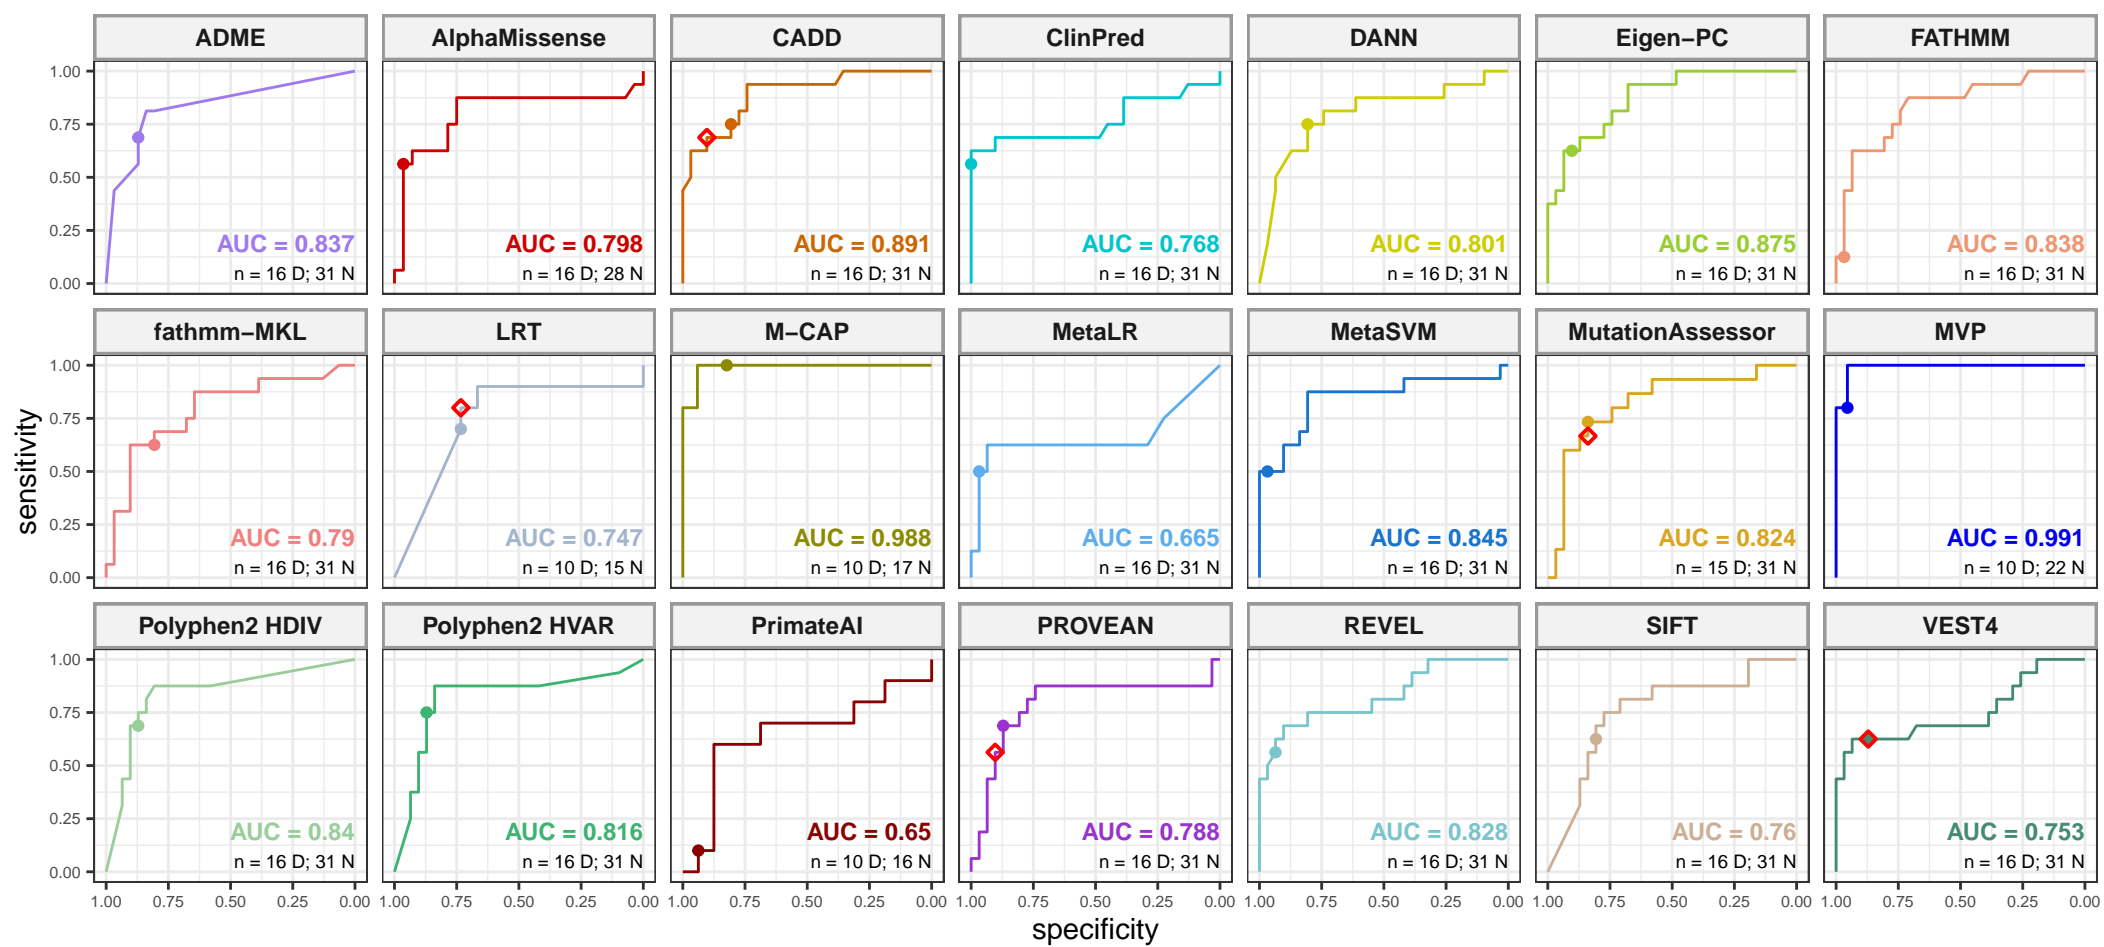 ADME AlphaMissense CADD ClinPred DANN Eigen−PC FATHMM
1.00
0.75
0.50
0.25
0.00
AUC = 0.837 AUC = 0.798 AUC = 0.891 AUC = 0.768 AUC = 0.801 AUC = 0.875 AUC = 0.838
n = 16 D; 31 N n = 16 D; 28 N n = 16 D; 31 N n = 16 D; 31 N n = 16 D; 31 N n = 16 D; 31 N n = 16 D; 31 N
fathmm−MKL LRT M−CAP MetaLR MetaSVM MutationAssessor MVP
sensitivity
1.00
0.75
0.50
0.25
0.00
AUC = 0.79 AUC = 0.747 AUC = 0.988 AUC = 0.665 AUC = 0.845 AUC = 0.824 AUC = 0.991
n = 16 D; 31 N n = 10 D; 15 N n = 10 D; 17 N n = 16 D; 31 N n = 16 D; 31 N n = 15 D; 31 N n = 10 D; 22 N
Polyphen2 HDIV Polyphen2 HVAR PrimateAI PROVEAN REVEL SIFT VEST4
1.00
0.75
0.50
0.25
0.00
AUC = 0.84 AUC = 0.816 AUC = 0.65 AUC = 0.788 AUC = 0.828 AUC = 0.76 AUC = 0.753
n = 16 D; 31 N n = 16 D; 31 N n = 10 D; 16 N n = 16 D; 31 N n = 16 D; 31 N n = 16 D; 31 N n = 16 D; 31 N
1.00 0.75 0.50 0.25 0.00 1.00 0.75 0.50 0.25 0.00 1.00 0.75 0.50 0.25 0.00 1.00 0.75 0.50 0.25 0.00 1.00 0.75 0.50 0.25 0.00 1.00 0.75 0.50 0.25 0.00 1.00 0.75 0.50 0.25 0.00
specificity